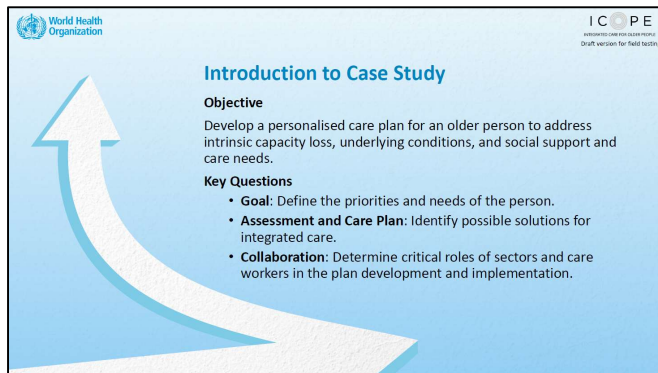 World Health
Organization
ICOPE
INTEGRATED CARE FOR OLDER PEOPLE
Draft version for field testin
Introduction to Case Study
Objective
Develop a personalised care plan for an older person to address
intrinsic capacity loss, underlying conditions, and social support and
care needs.
Key Questions
• Goal: Define the priorities and needs of the person.
• Assessment and Care Plan: Identify possible solutions for
integrated care.
• Collaboration: Determine critical roles of sectors and care
workers in the plan development and implementation.